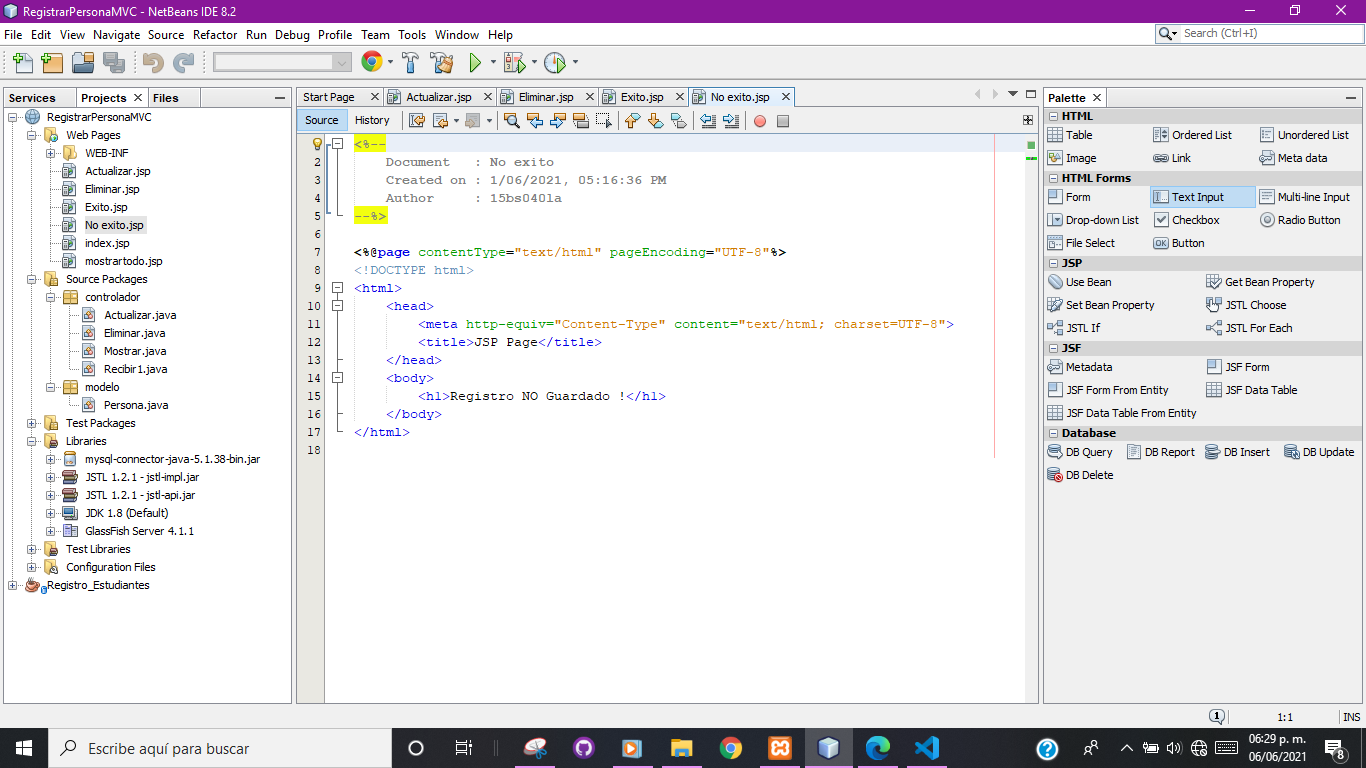 RegistrarPersonaMVC - NetBeans IDE 8.2
File Edit View Navigate Source Refactor Run Debug Profile Team Tools Window Help
Search (Ctrl+I)
Services Projects Files
RegistrarPersonaMVC
Web Pages
WEB-INF
Actualizar.jsp
Eliminar.jsp
Exito.jsp
No exito.jsp
index.jsp
mostrartodo.jsp
Source Packages
controlador
Actualizar.java
Eliminar.java
Mostrar.java
Recibir1.java
modelo
Persona.java
Test Packages
Libraries
mysql-connector-java-5.1.38-bin.jar
JSTL 1.2.1 - jstl-impl.jar
JSTL 1.2.1 - jstl-api.jar
JDK 1.8 (Default)
GlassFish Server 4.1.1
Test Libraries
Configuration Files
Registro_Estudiantes
Start Page Actualizar.jsp Eliminar.jsp Exito.jsp No exito.jsp
Source History
<%--
2 Document : No exito
3 Created on : 1/06/2021, 05:16:36 PM
4 Author : 15bs040la
5 --%>
6
7 <%@page contentType="text/html" pageEncoding="UTF-8"%>
8 <!DOCTYPE html>
9 <html>
10 <head>
11 <meta http-equiv="Content-Type" content="text/html; charset=UTF-8">
12 <title>JSP Page</title>
13 </head>
14 <body>
15 <h1>Registro NO Guardado !</h1>
16 </body>
17 </html>
18
Palette
HTML
Table Ordered List Unordered List
Image Link Meta data
HTML Forms
Form Text Input Multi-line Input
Drop-down List Checkbox Radio Button
File Select OK Button
JSP
Use Bean Get Bean Property
Set Bean Property JSTL Choose
JSTL If JSTL For Each
JSF
Metadata JSF Form
JSF Form From Entity JSF Data Table
JSF Data Table From Entity
Database
DB Query DB Report DB Insert DB Update
DB Delete
1 1:1 INS
Escribe aquí para buscar
06:29 p. m.
06/06/2021
8